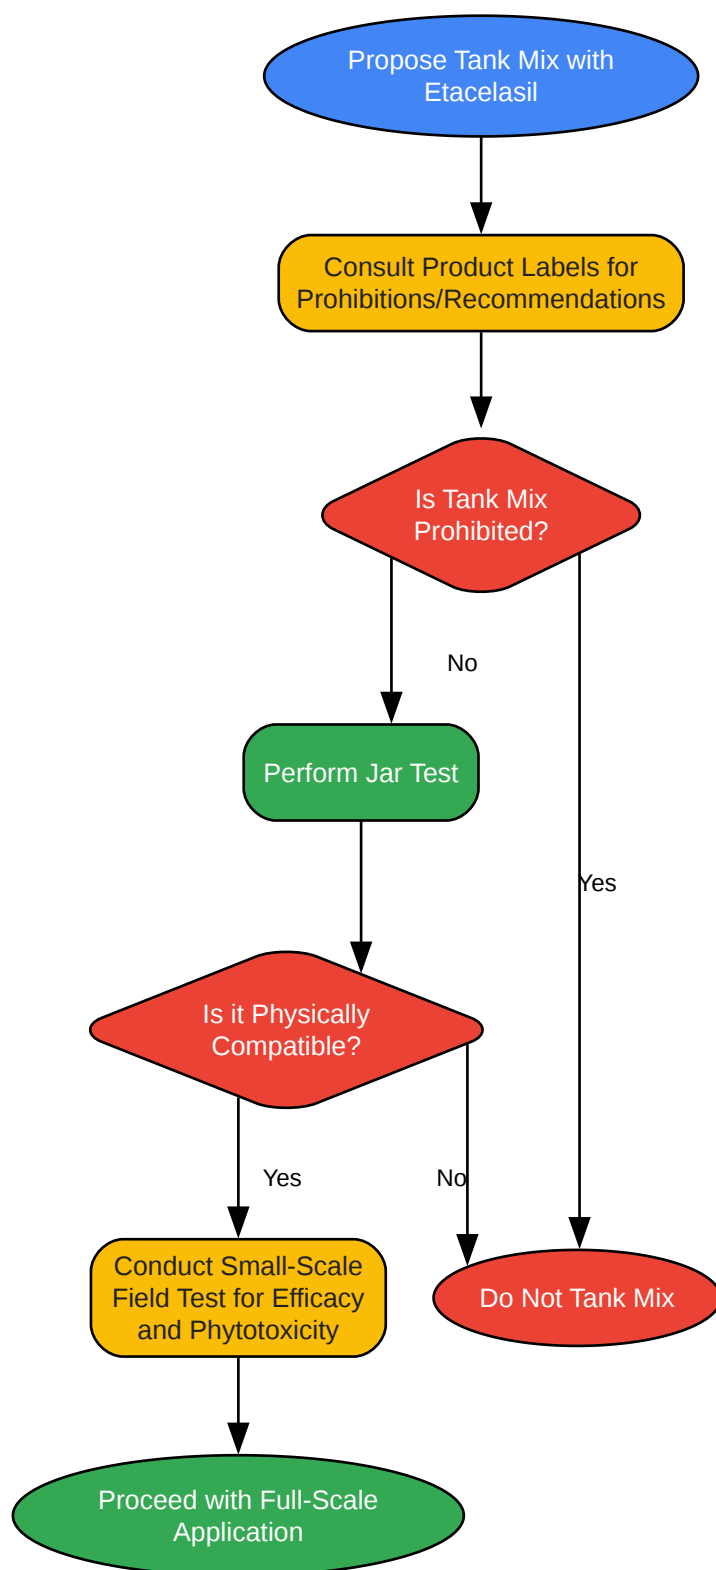 Propose Tank Mix with
Etacelasil
Consult Product Labels for
Prohibitions/Recommendations
Is Tank Mix
Prohibited?
No
Perform Jar Test
Yes
Is it Physically
Compatible?
Yes
No
Conduct Small-Scale
Field Test for Efficacy
and Phytotoxicity
Do Not Tank Mix
Proceed with Full-Scale
Application